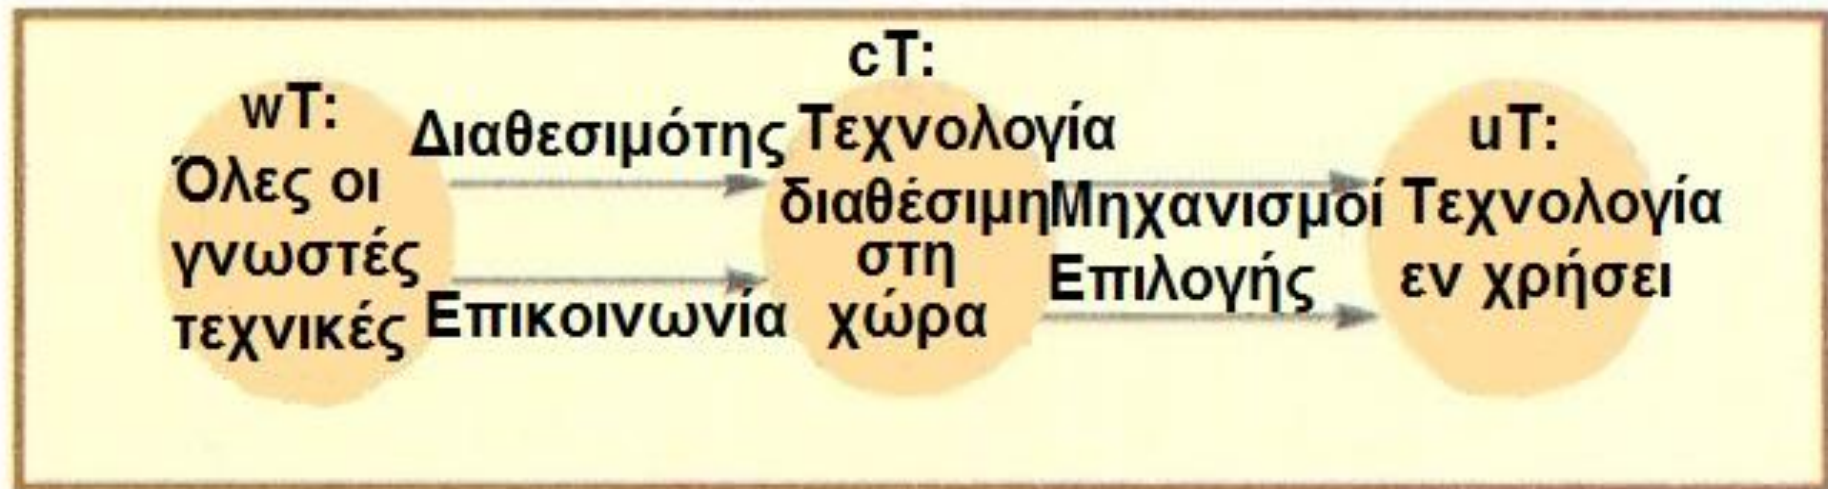 wT:
Όλες οι
γνωστές
τεχνικές
Διαθεσιμότης
Επικοινωνία
cT:
Τεχνολογία
διαθέσιμη
στη
χώρα
Μηχανισμοί
Επιλογής
uT:
Τεχνολογία
εν χρήσει